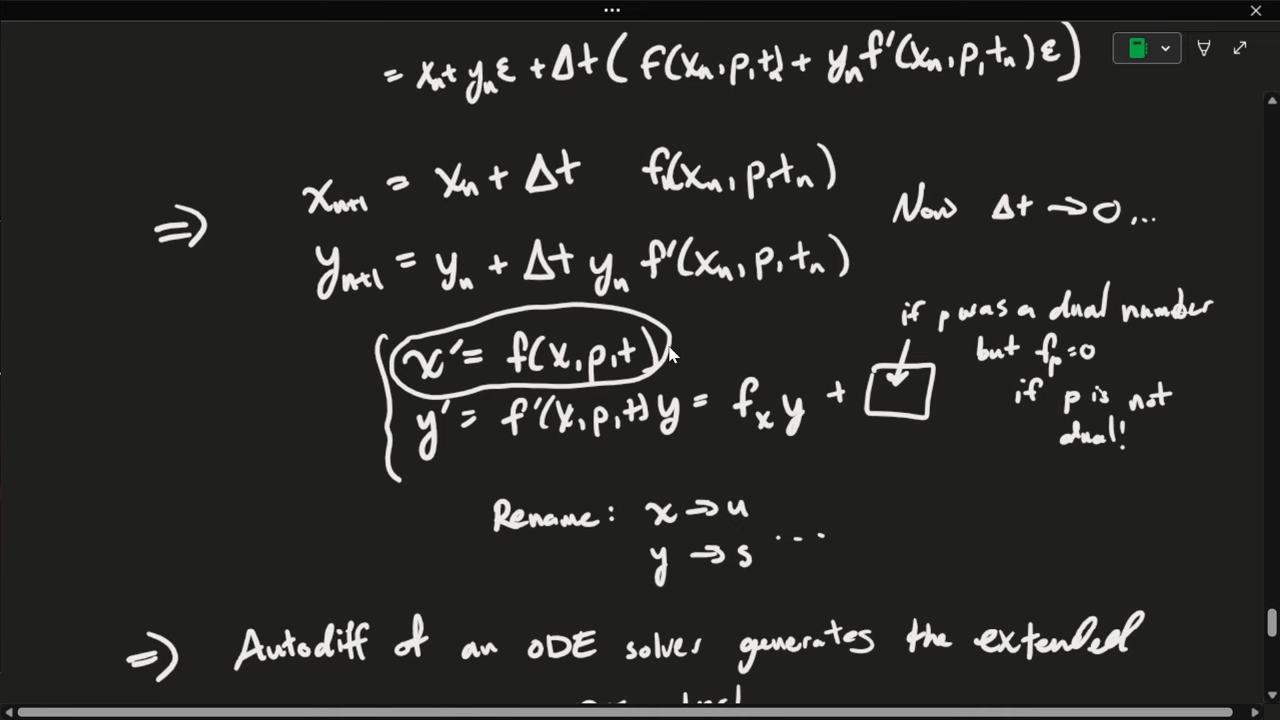 = xn + ynε + Δt ( f(xn, p, t) + yn f'(xn, p, tn) ε )
⇒ xn+1 = xn + Δt f(xn, p, tn)
Now Δt → 0, ...
yn+1 = yn + Δt yn f'(xn, p, tn)
if p was a dual number
but fp = 0
if p is not
dual!
x' = f(x, p, t)
y' = f'(x, p, t) y = fx y +
Rename: x → u
y → s ...
⇒ Autodiff of an ODE solver generates the extended